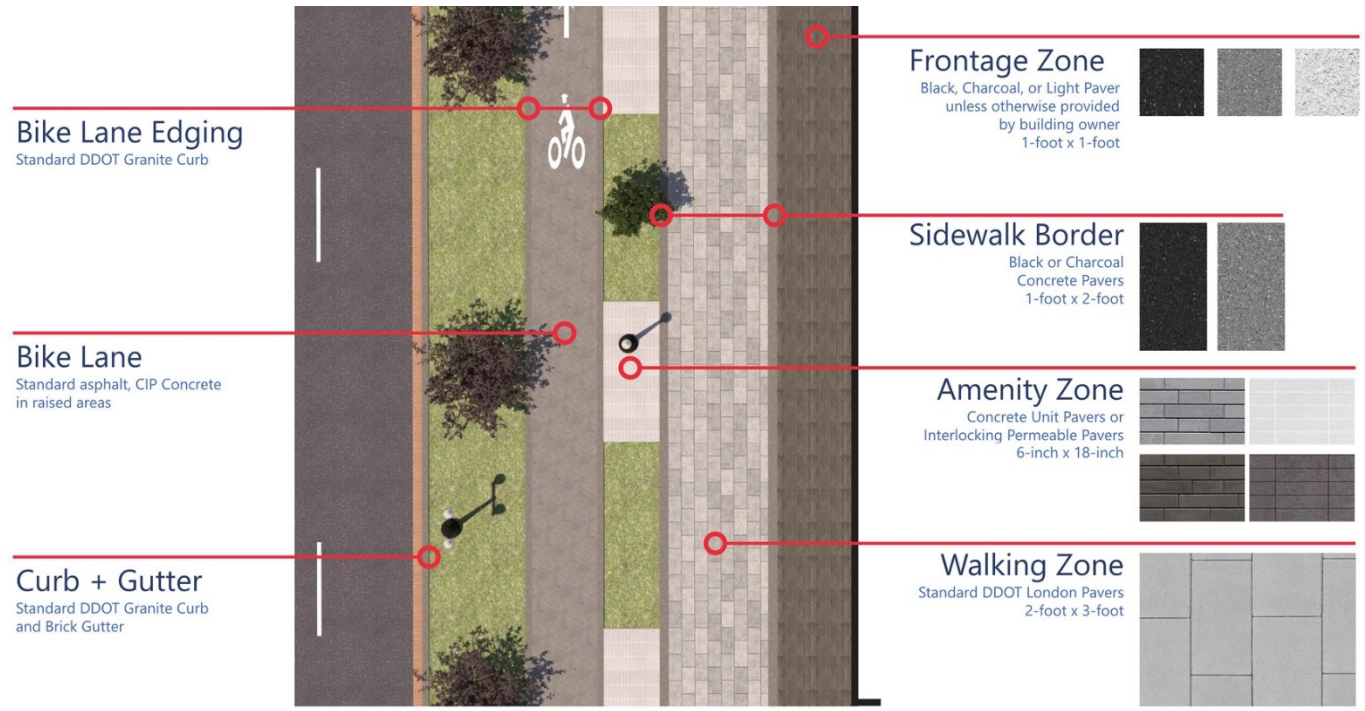 Bike Lane Edging
Standard DDOT Granite Curb
Bike Lane
Standard asphalt, CIP Concrete
in raised areas
Curb + Gutter
Standard DDOT Granite Curb
and Brick Gutter
Frontage Zone
Black, Charcoal, or Light Paver
unless otherwise provided
by building owner
1-foot x 1-foot
Sidewalk Border
Black or Charcoal
Concrete Pavers
1-foot x 2-foot
Amenity Zone
Concrete Unit Pavers or
Interlocking Permeable Pavers
6-inch x 18-inch
Walking Zone
Standard DDOT London Pavers
2-foot x 3-foot